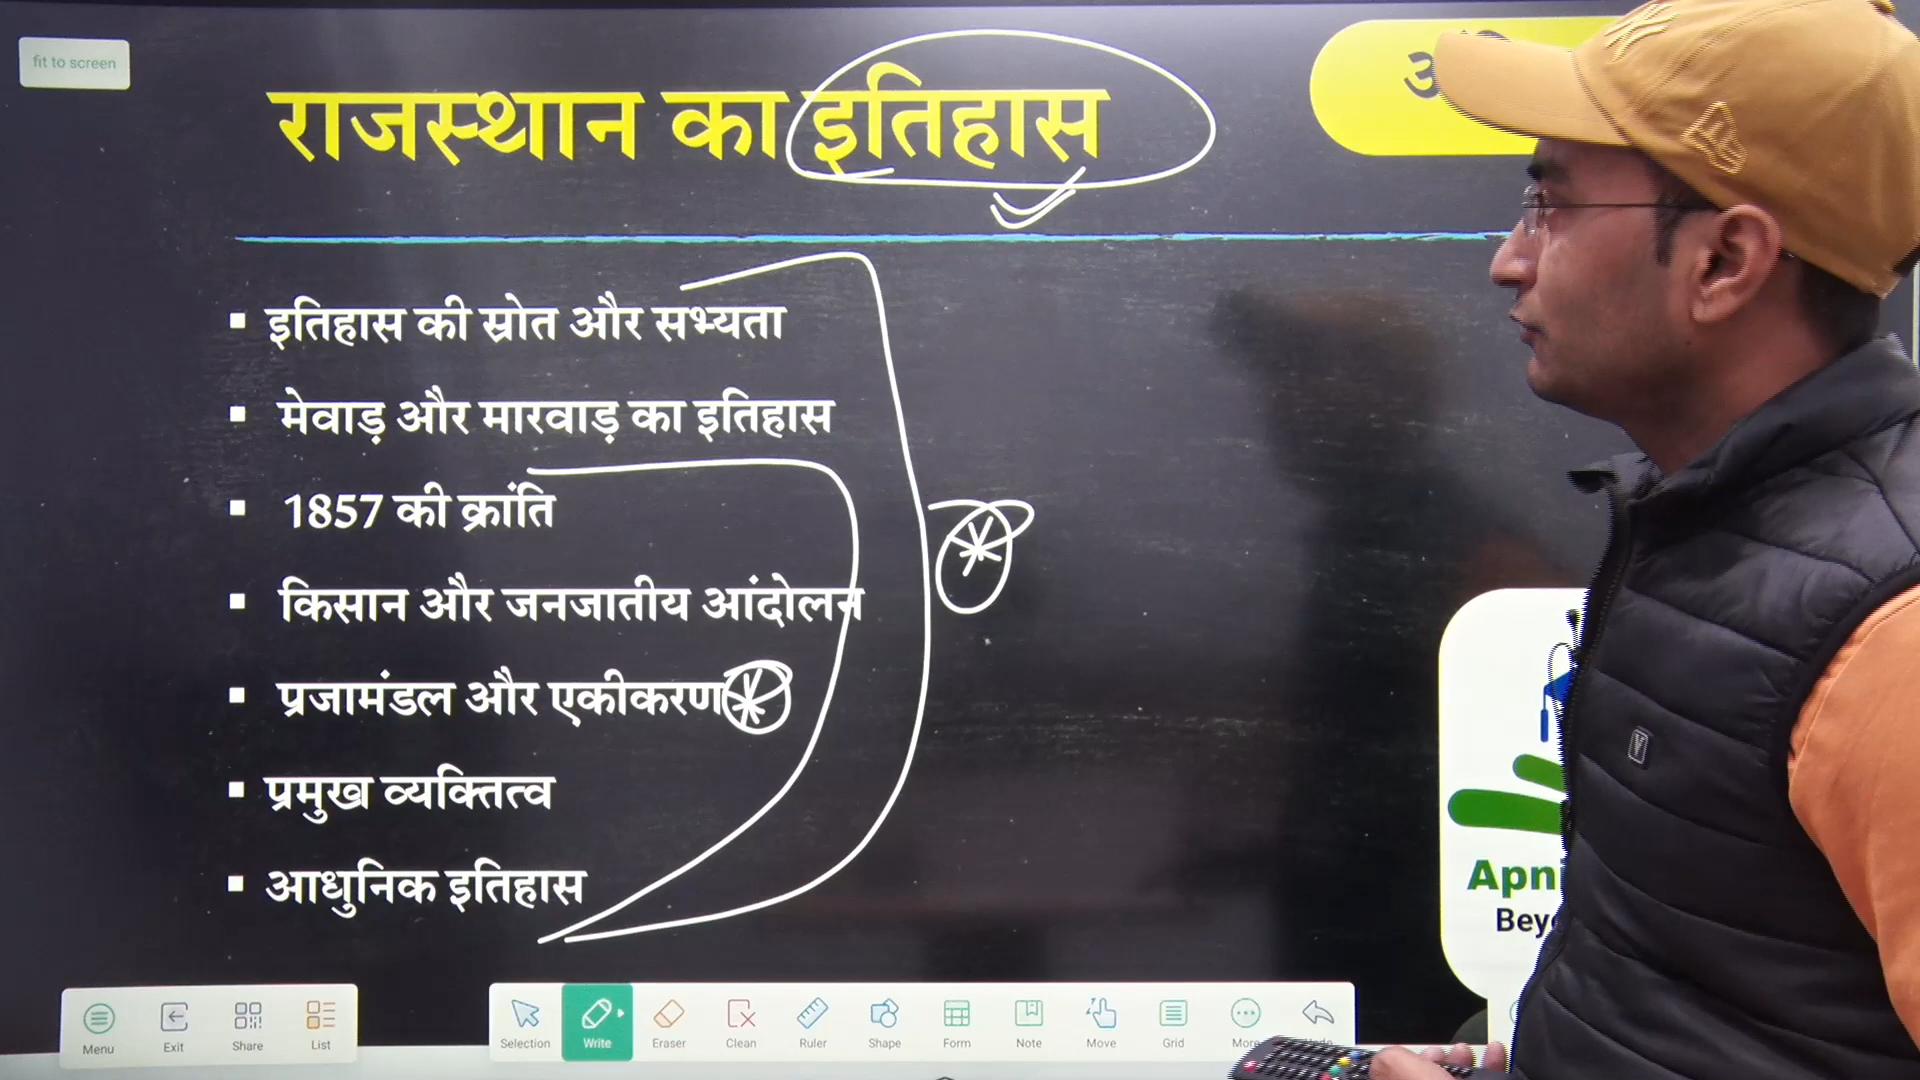 fit to screen
राजस्थान का इतिहास
▪ इतिहास की स्रोत और सभ्यता
▪ मेवाड़ और मारवाड़ का इतिहास
▪ 1857 की क्रांति
▪ किसान और जनजातीय आंदोलन
▪ प्रजामंडल और एकीकरण
▪ प्रमुख व्यक्तित्व
▪ आधुनिक इतिहास
Apni
Menu Exit Share List Selection Write Eraser Clean Ruler Shape Form Note Move Grid More